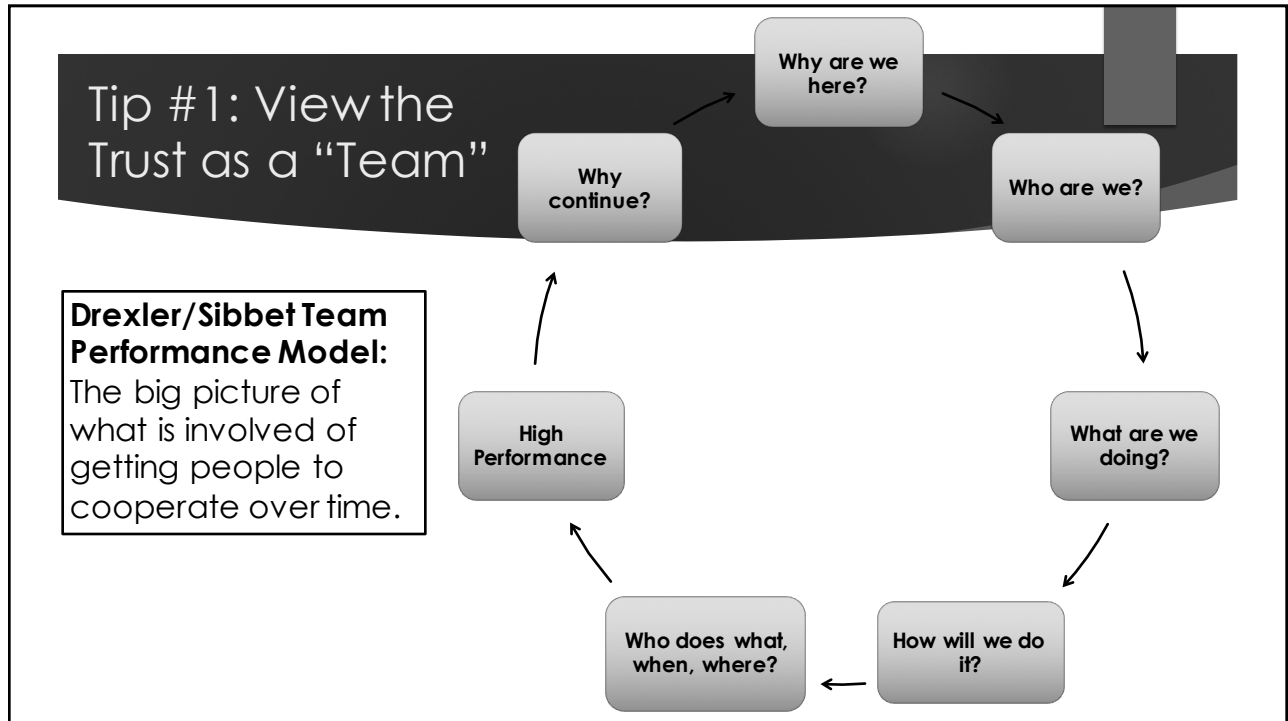 Tip #1: View the
Trust as a “Team”
Why are we
here?
Who are we?
What are we
doing?
How will we do
it?
Who does what,
when, where?
High
Performance
Why
continue?
Drexler/Sibbet Team
Performance Model:
The big picture of
what is involved of
getting people to
cooperate over time.